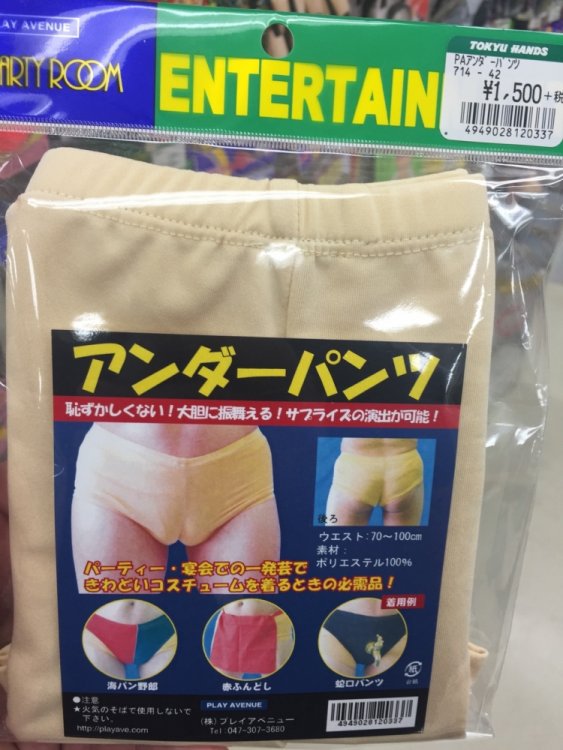 PLAY AVENUE
PARTY ROOM
ENTERTAIN
TOKYU HANDS
PAアンダーパンツ
714 - 42
¥1,500+税
4949028120337
アンダーパンツ
恥ずかしくない！大胆に振舞える！サプライズの演出が可能！
後ろ
ウエスト：70〜100cm
素材：
ポリエステル100%
パーティー・宴会での一発芸で
きわどいコスチュームを着るときの必需品！
着用例
海パン野郎
赤ふんどし
蛇口パンツ
紙
台紙
●注意
★火気のそばで使用しないで
下さい。
http://playave.com/
PLAY AVENUE
(株)プレイアベニュー
Tel.047-307-3680
4949028120337